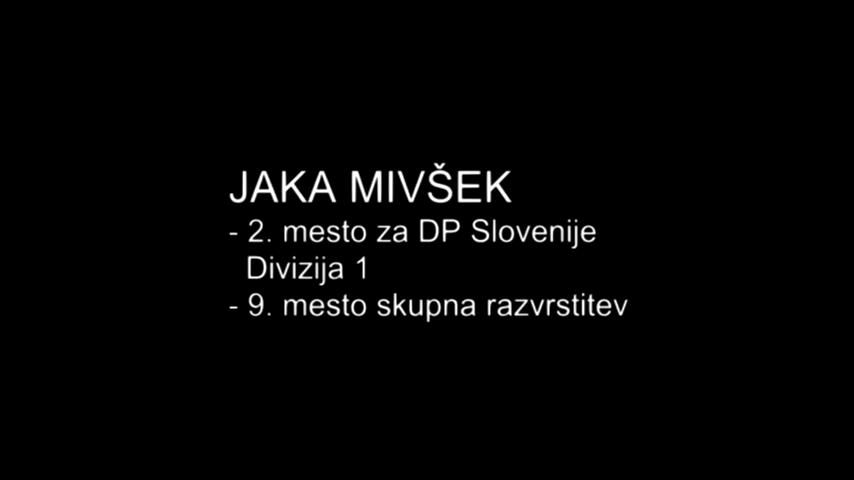 JAKA MIVŠEK
- 2. mesto za DP Slovenije
Divizija 1
- 9. mesto skupna razvrstitev